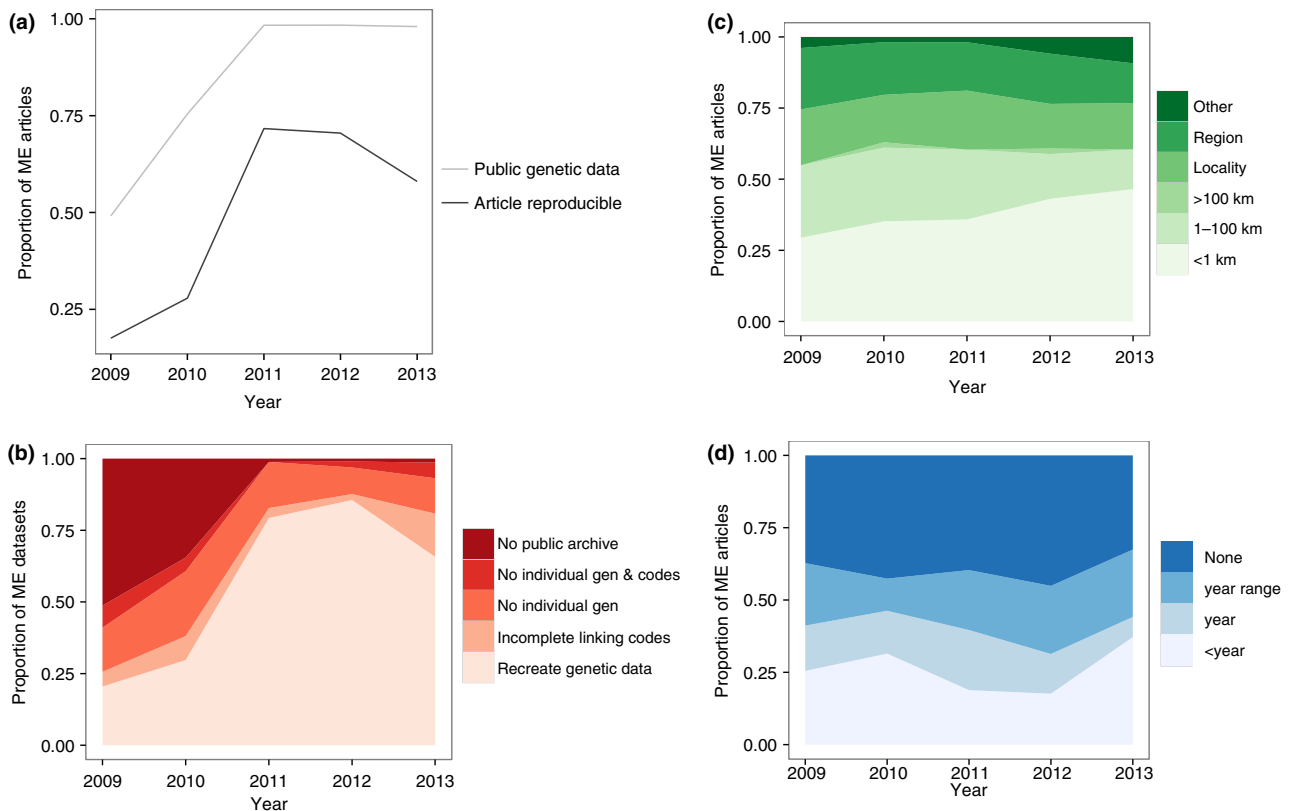 (a)
Proportion of ME articles
1.00
0.75
0.50
0.25
2009 2010 2011 2012 2013
Year
Public genetic data
Article reproducible
(c)
Proportion of ME articles
1.00
0.75
0.50
0.25
0.00
2009 2010 2011 2012 2013
Year
Other
Region
Locality
>100 km
1–100 km
<1 km
(b)
Proportion of ME datasets
1.00
0.75
0.50
0.25
0.00
2009 2010 2011 2012 2013
Year
No public archive
No individual gen & codes
No individual gen
Incomplete linking codes
Recreate genetic data
(d)
Proportion of ME articles
1.00
0.75
0.50
0.25
0.00
2009 2010 2011 2012 2013
Year
None
year range
year
<year